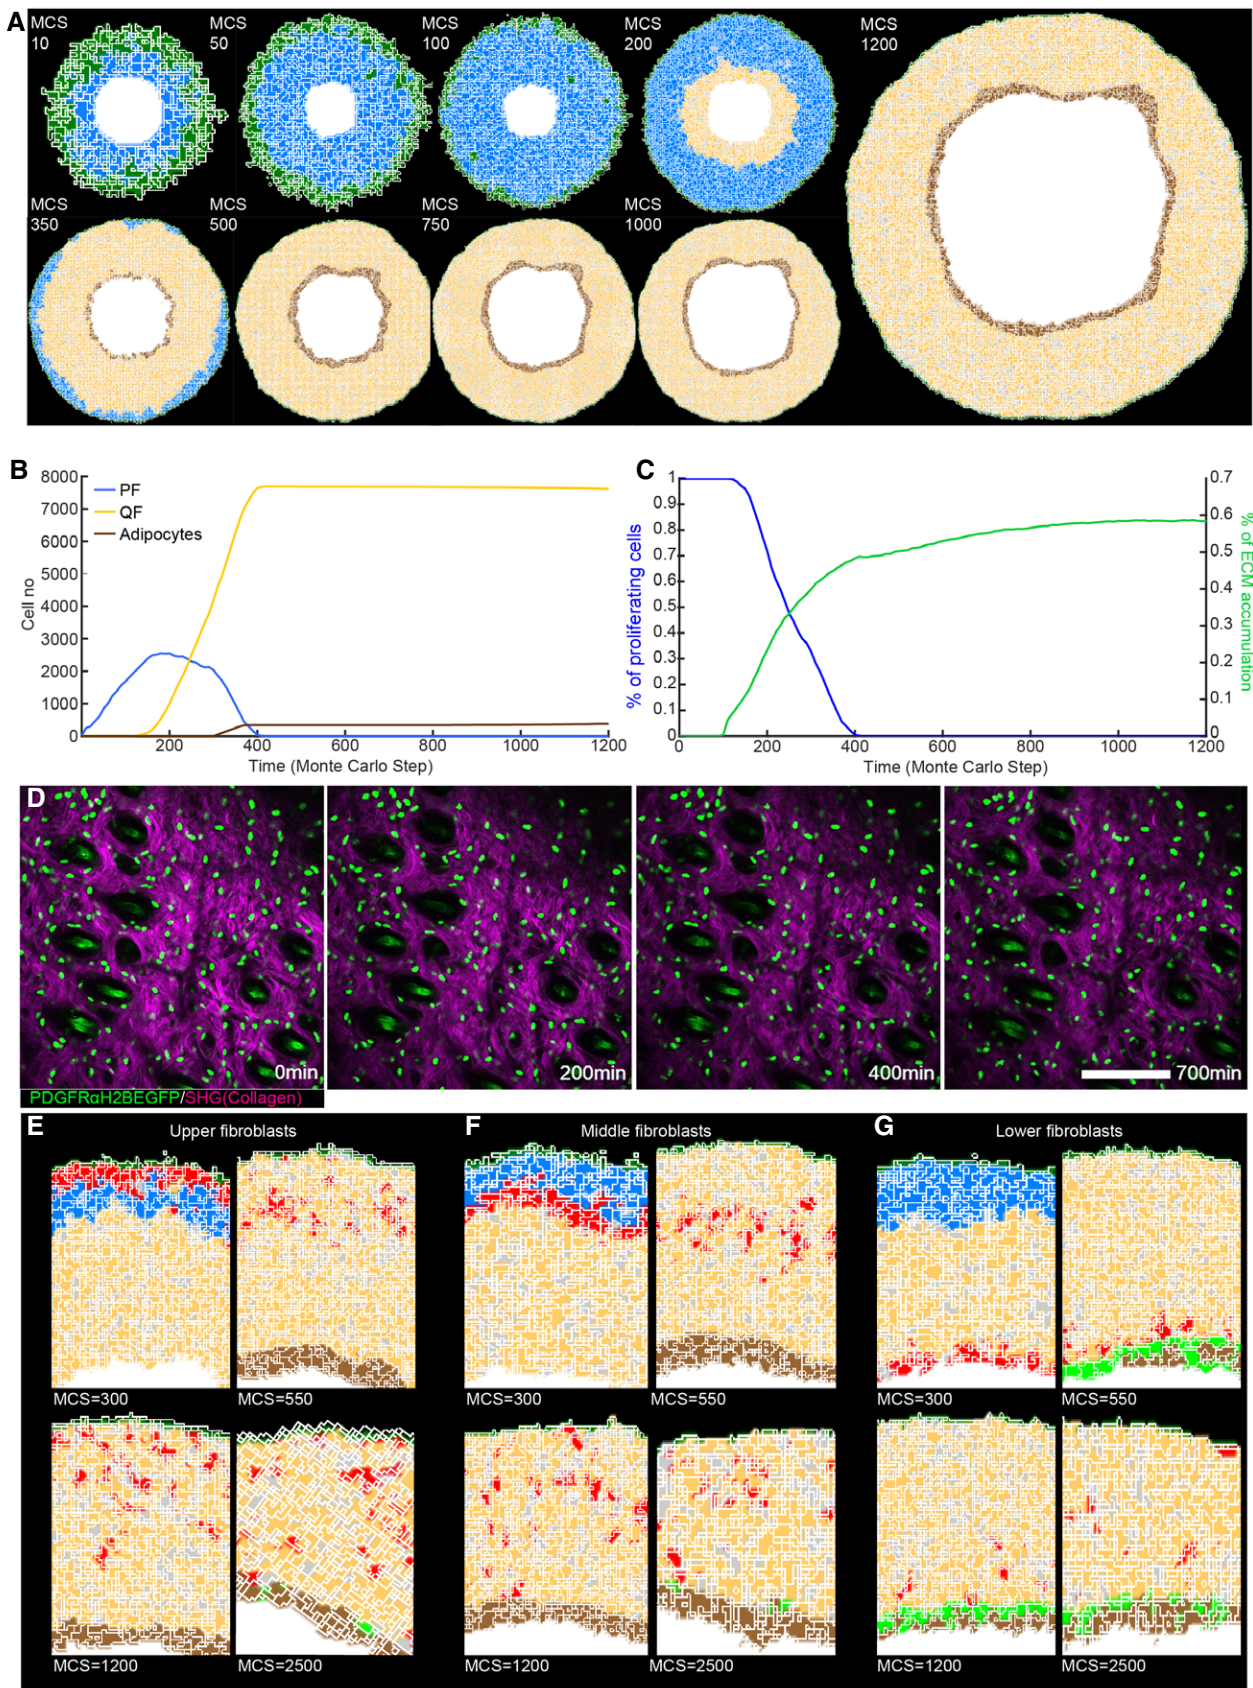 A
MCS 10
MCS 50
MCS 100
MCS 200
MCS 1200
MCS 350
MCS 500
MCS 750
MCS 1000
B
8000
7000
6000
5000
4000
3000
2000
1000
0
Cell no
PF
QF
Adipocytes
200 400 600 800 1000 1200
Time (Monte Carlo Step)
C
1
0.9
0.8
0.7
0.6
0.5
0.4
0.3
0.2
0.1
0
% of proliferating cells
0.7
0.6
0.5
0.4
0.3
0.2
0.1
0
% of ECM accumulation
0 200 400 600 800 1000 1200
Time (Monte Carlo Step)
D
0min
200min
400min
700min
PDGFRαH2BEGFP/SHG(Collagen)
E
Upper fibroblasts
MCS=300
MCS=550
MCS=1200
MCS=2500
F
Middle fibroblasts
MCS=300
MCS=550
MCS=1200
MCS=2500
G
Lower fibroblasts
MCS=300
MCS=550
MCS=1200
MCS=2500